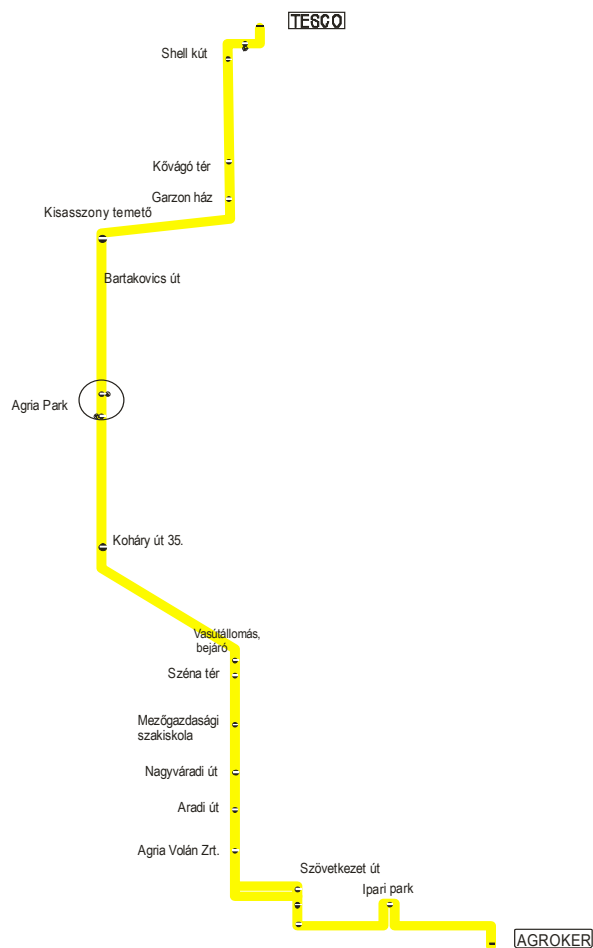 TESCO
Shell kút
Kővágó tér
Garzon ház
Kisasszony temető
Bartakovics út
Agria Park
Koháry út 35.
Vasútállomás,
bejáró
Széna tér
Mezőgazdasági
szakiskola
Nagyváradi út
Aradi út
Agria Volán Zrt.
Szövetkezet út
Ipari park
AGROKER